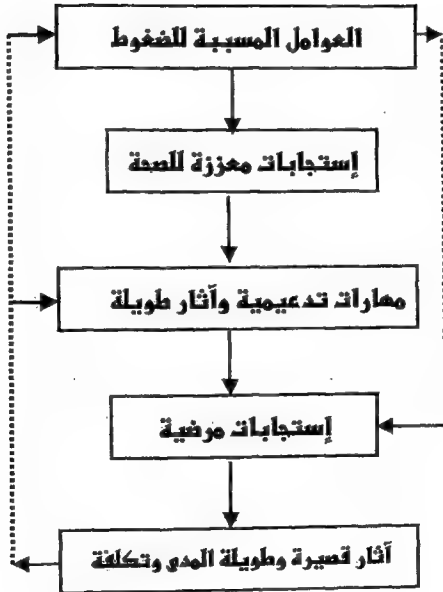 العوامل المسببة للضغوط
إستجابات معززة للصحة
مهارات تدعيمية وآثار طويلة
إستجابات مرضية
آثار قصيرة وطويلة المدى وتكلفة